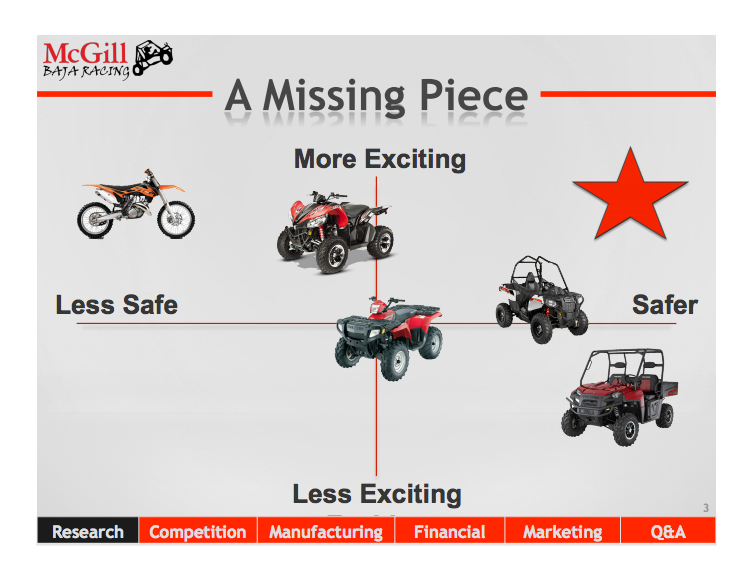 McGill
BAJA RACING
A Missing Piece
More Exciting
Less Safe
Safer
Less Exciting
3
Research Competition Manufacturing Financial Marketing Q&A